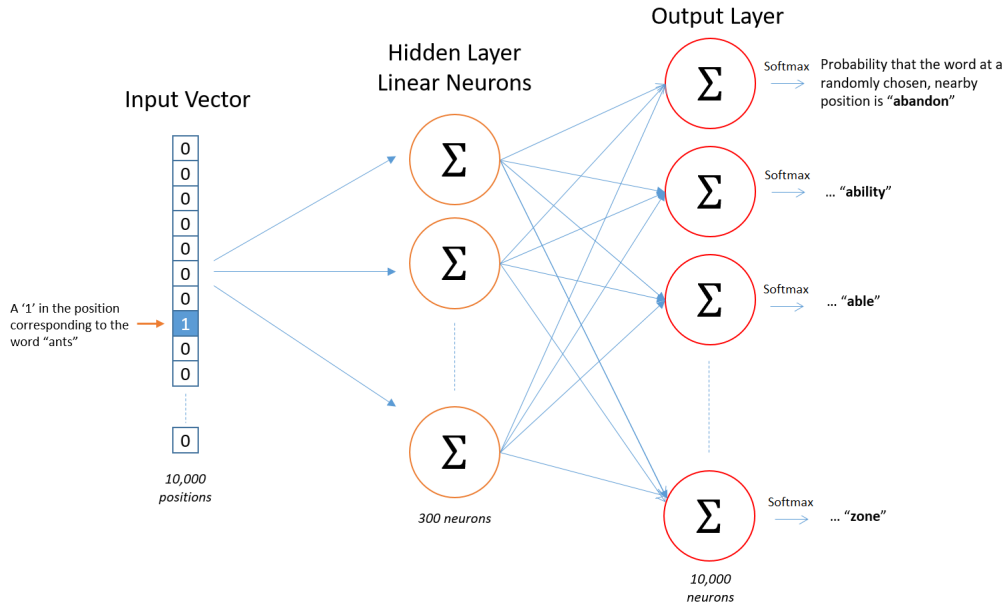 Output Layer
Hidden Layer
Linear Neurons
Input Vector
0
0
0
0
0
0
0
1
0
0
0
A ‘1’ in the position
corresponding to the
word “ants”
10,000
positions
Σ
Σ
Σ
300 neurons
Σ
Σ
Σ
Σ
10,000
neurons
Softmax
Probability that the word at a
randomly chosen, nearby
position is “abandon”
Softmax
... “ability”
Softmax
... “able”
Softmax
... “zone”